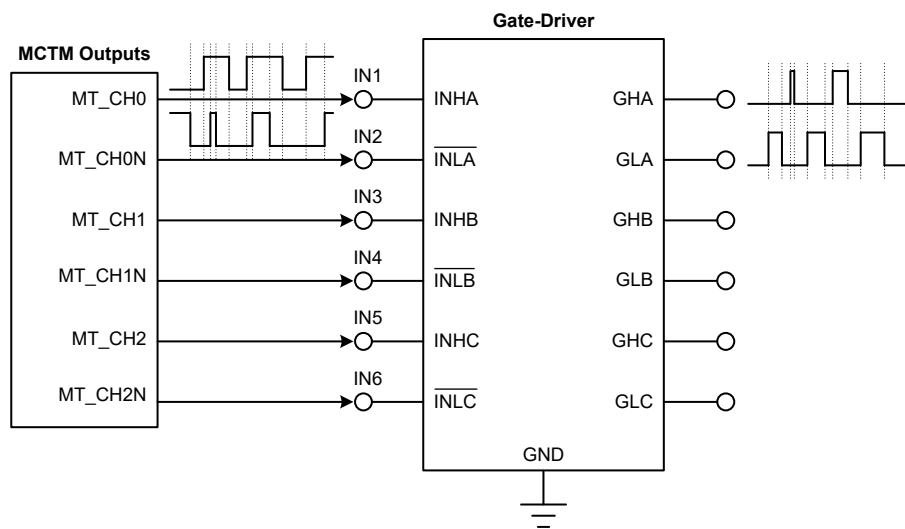 Gate-Driver
MCTM Outputs
MT_CH0
IN1
INHA
GHA
MT_CH0N
IN2
INLA
GLA
MT_CH1
IN3
INHB
GHB
MT_CH1N
IN4
INLB
GLB
MT_CH2
IN5
INHC
GHC
MT_CH2N
IN6
INLC
GLC
GND